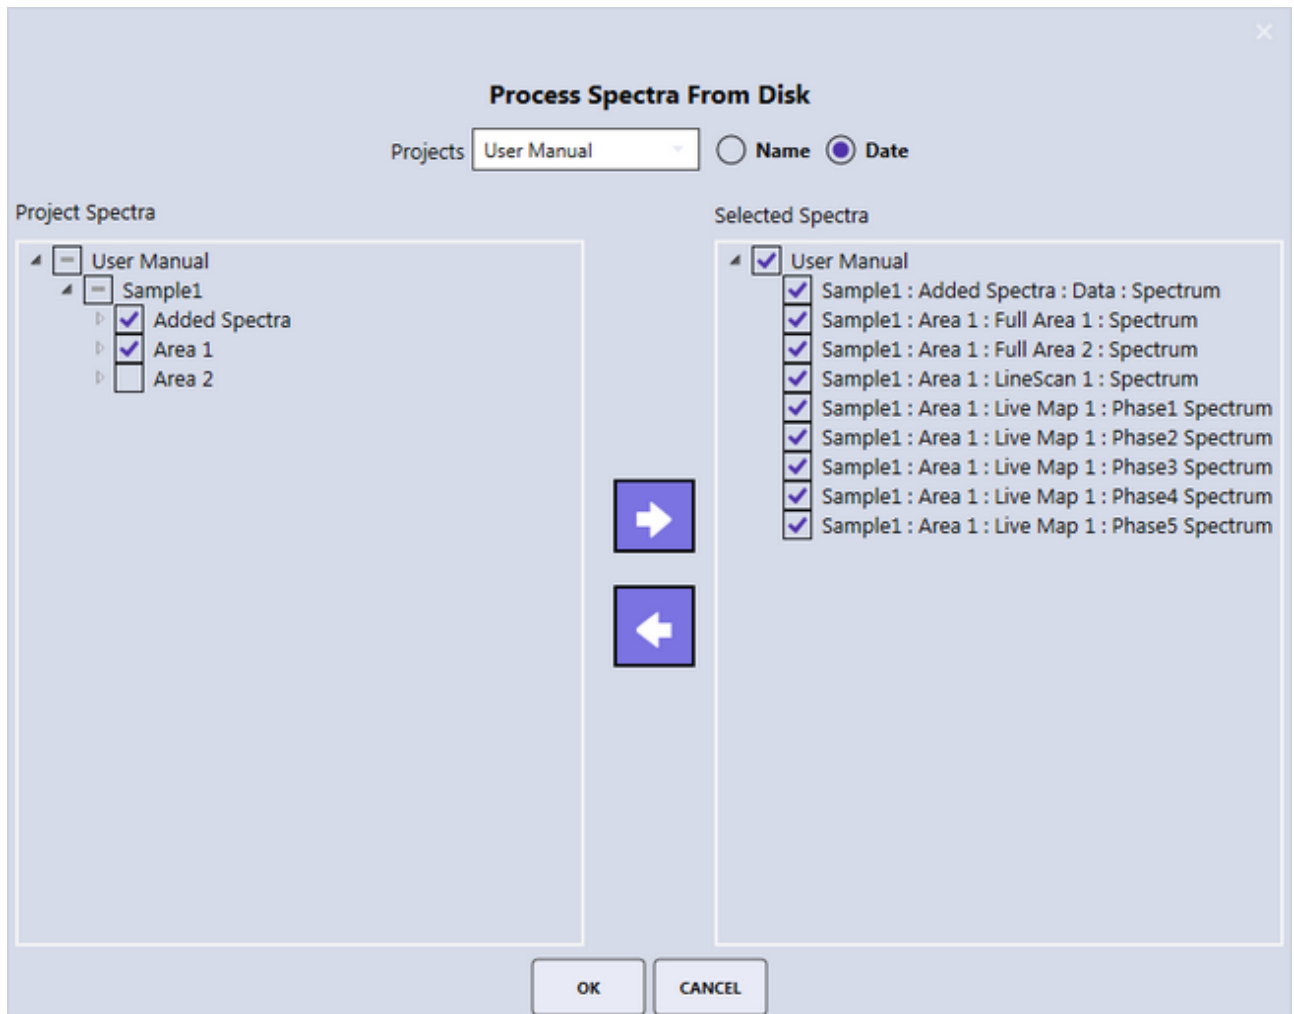 Process Spectra From Disk
Projects User Manual Name Date
Project Spectra
User Manual
Sample1
Added Spectra
Area 1
Area 2
Selected Spectra
User Manual
Sample1 : Added Spectra : Data : Spectrum
Sample1 : Area 1 : Full Area 1 : Spectrum
Sample1 : Area 1 : Full Area 2 : Spectrum
Sample1 : Area 1 : LineScan 1 : Spectrum
Sample1 : Area 1 : Live Map 1 : Phase1 Spectrum
Sample1 : Area 1 : Live Map 1 : Phase2 Spectrum
Sample1 : Area 1 : Live Map 1 : Phase3 Spectrum
Sample1 : Area 1 : Live Map 1 : Phase4 Spectrum
Sample1 : Area 1 : Live Map 1 : Phase5 Spectrum
OK CANCEL